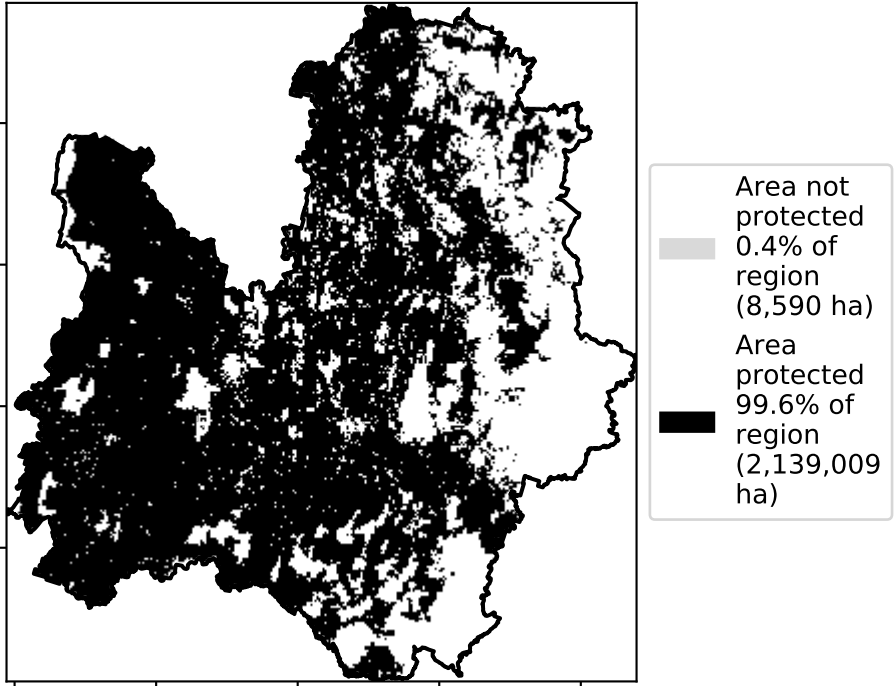 Area not
protected
0.4% of
region
(8,590 ha)
Area
protected
99.6% of
region
(2,139,009
ha)